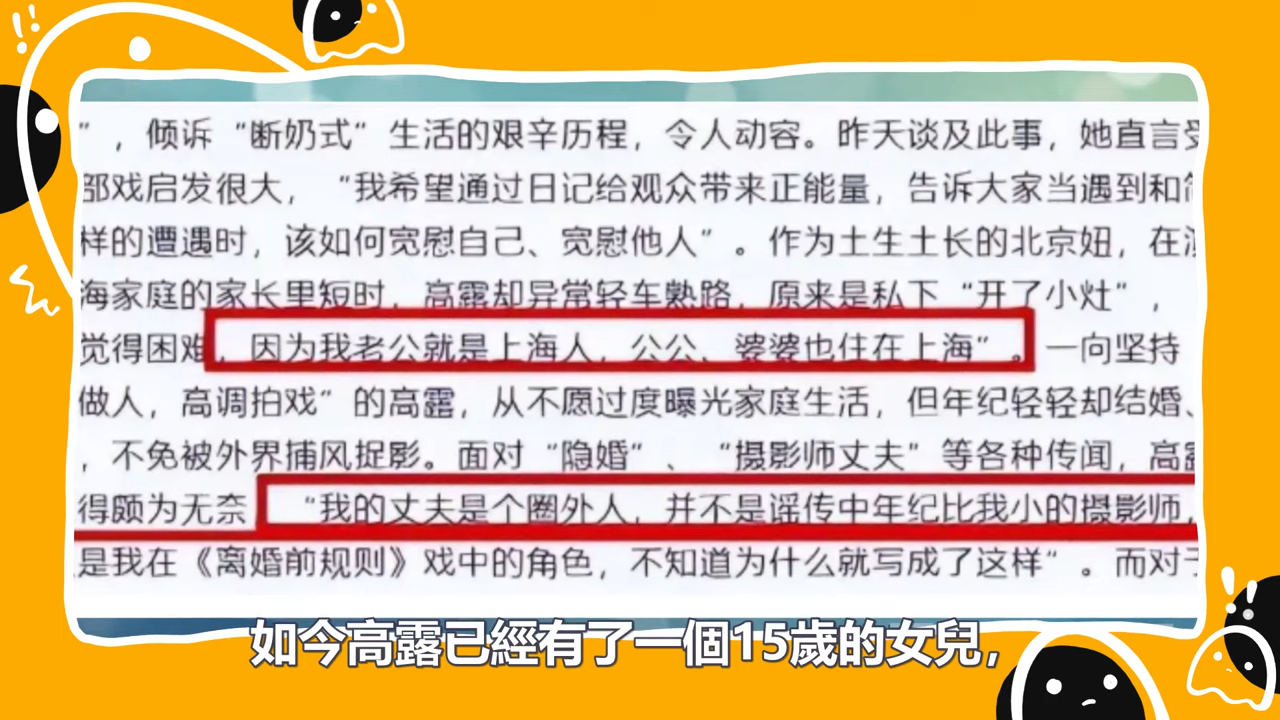 ”，倾诉“断奶式”生活的艰辛历程，令人动容。昨天谈及此事，她直言受
部戏启发很大，“我希望通过日记给观众带来正能量，告诉大家当遇到和简
样的遭遇时，该如何宽慰自己、宽慰他人”。作为土生土长的北京妞，在演
海家庭的家长里短时，高露却异常轻车熟路，原来是私下“开了小灶”，
觉得困难，因为我老公就是上海人，公公、婆婆也住在上海”。一向坚持
做人，高调拍戏”的高露，从不愿过度曝光家庭生活，但年纪轻轻却结婚、
，不免被外界捕风捉影。面对“隐婚”、“摄影师丈夫”等各种传闻，高露
得颇为无奈“我的丈夫是个圈外人，并不是谣传中年纪比我小的摄影师，
是我在《离婚前规则》戏中的角色，不知道为什么就写成了这样”。而对于
如今高露已經有了一個15歲的女兒，